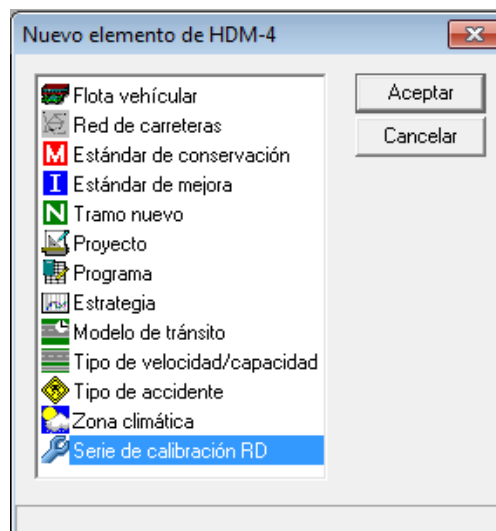 Nuevo elemento de HDM-4
Flota vehícular
Red de carreteras
M Estándar de conservación
I Estándar de mejora
N Tramo nuevo
Proyecto
Programa
Estrategia
Modelo de tránsito
Tipo de velocidad/capacidad
Tipo de accidente
Zona climática
Serie de calibración RD
Aceptar
Cancelar